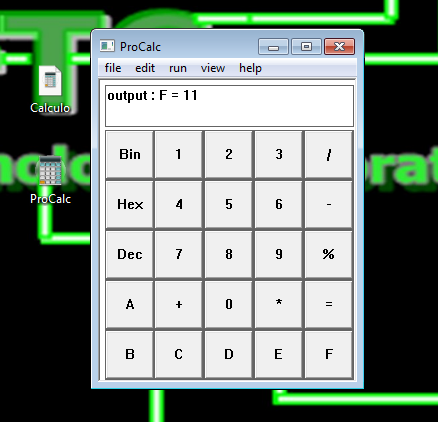 TC
ProCalc
file edit run view help
output : F = 11
Calculo
Bin 1 2 3 /
ProCalc
Hex 4 5 6 -
Dec 7 8 9 %
A + 0 * =
B C D E F